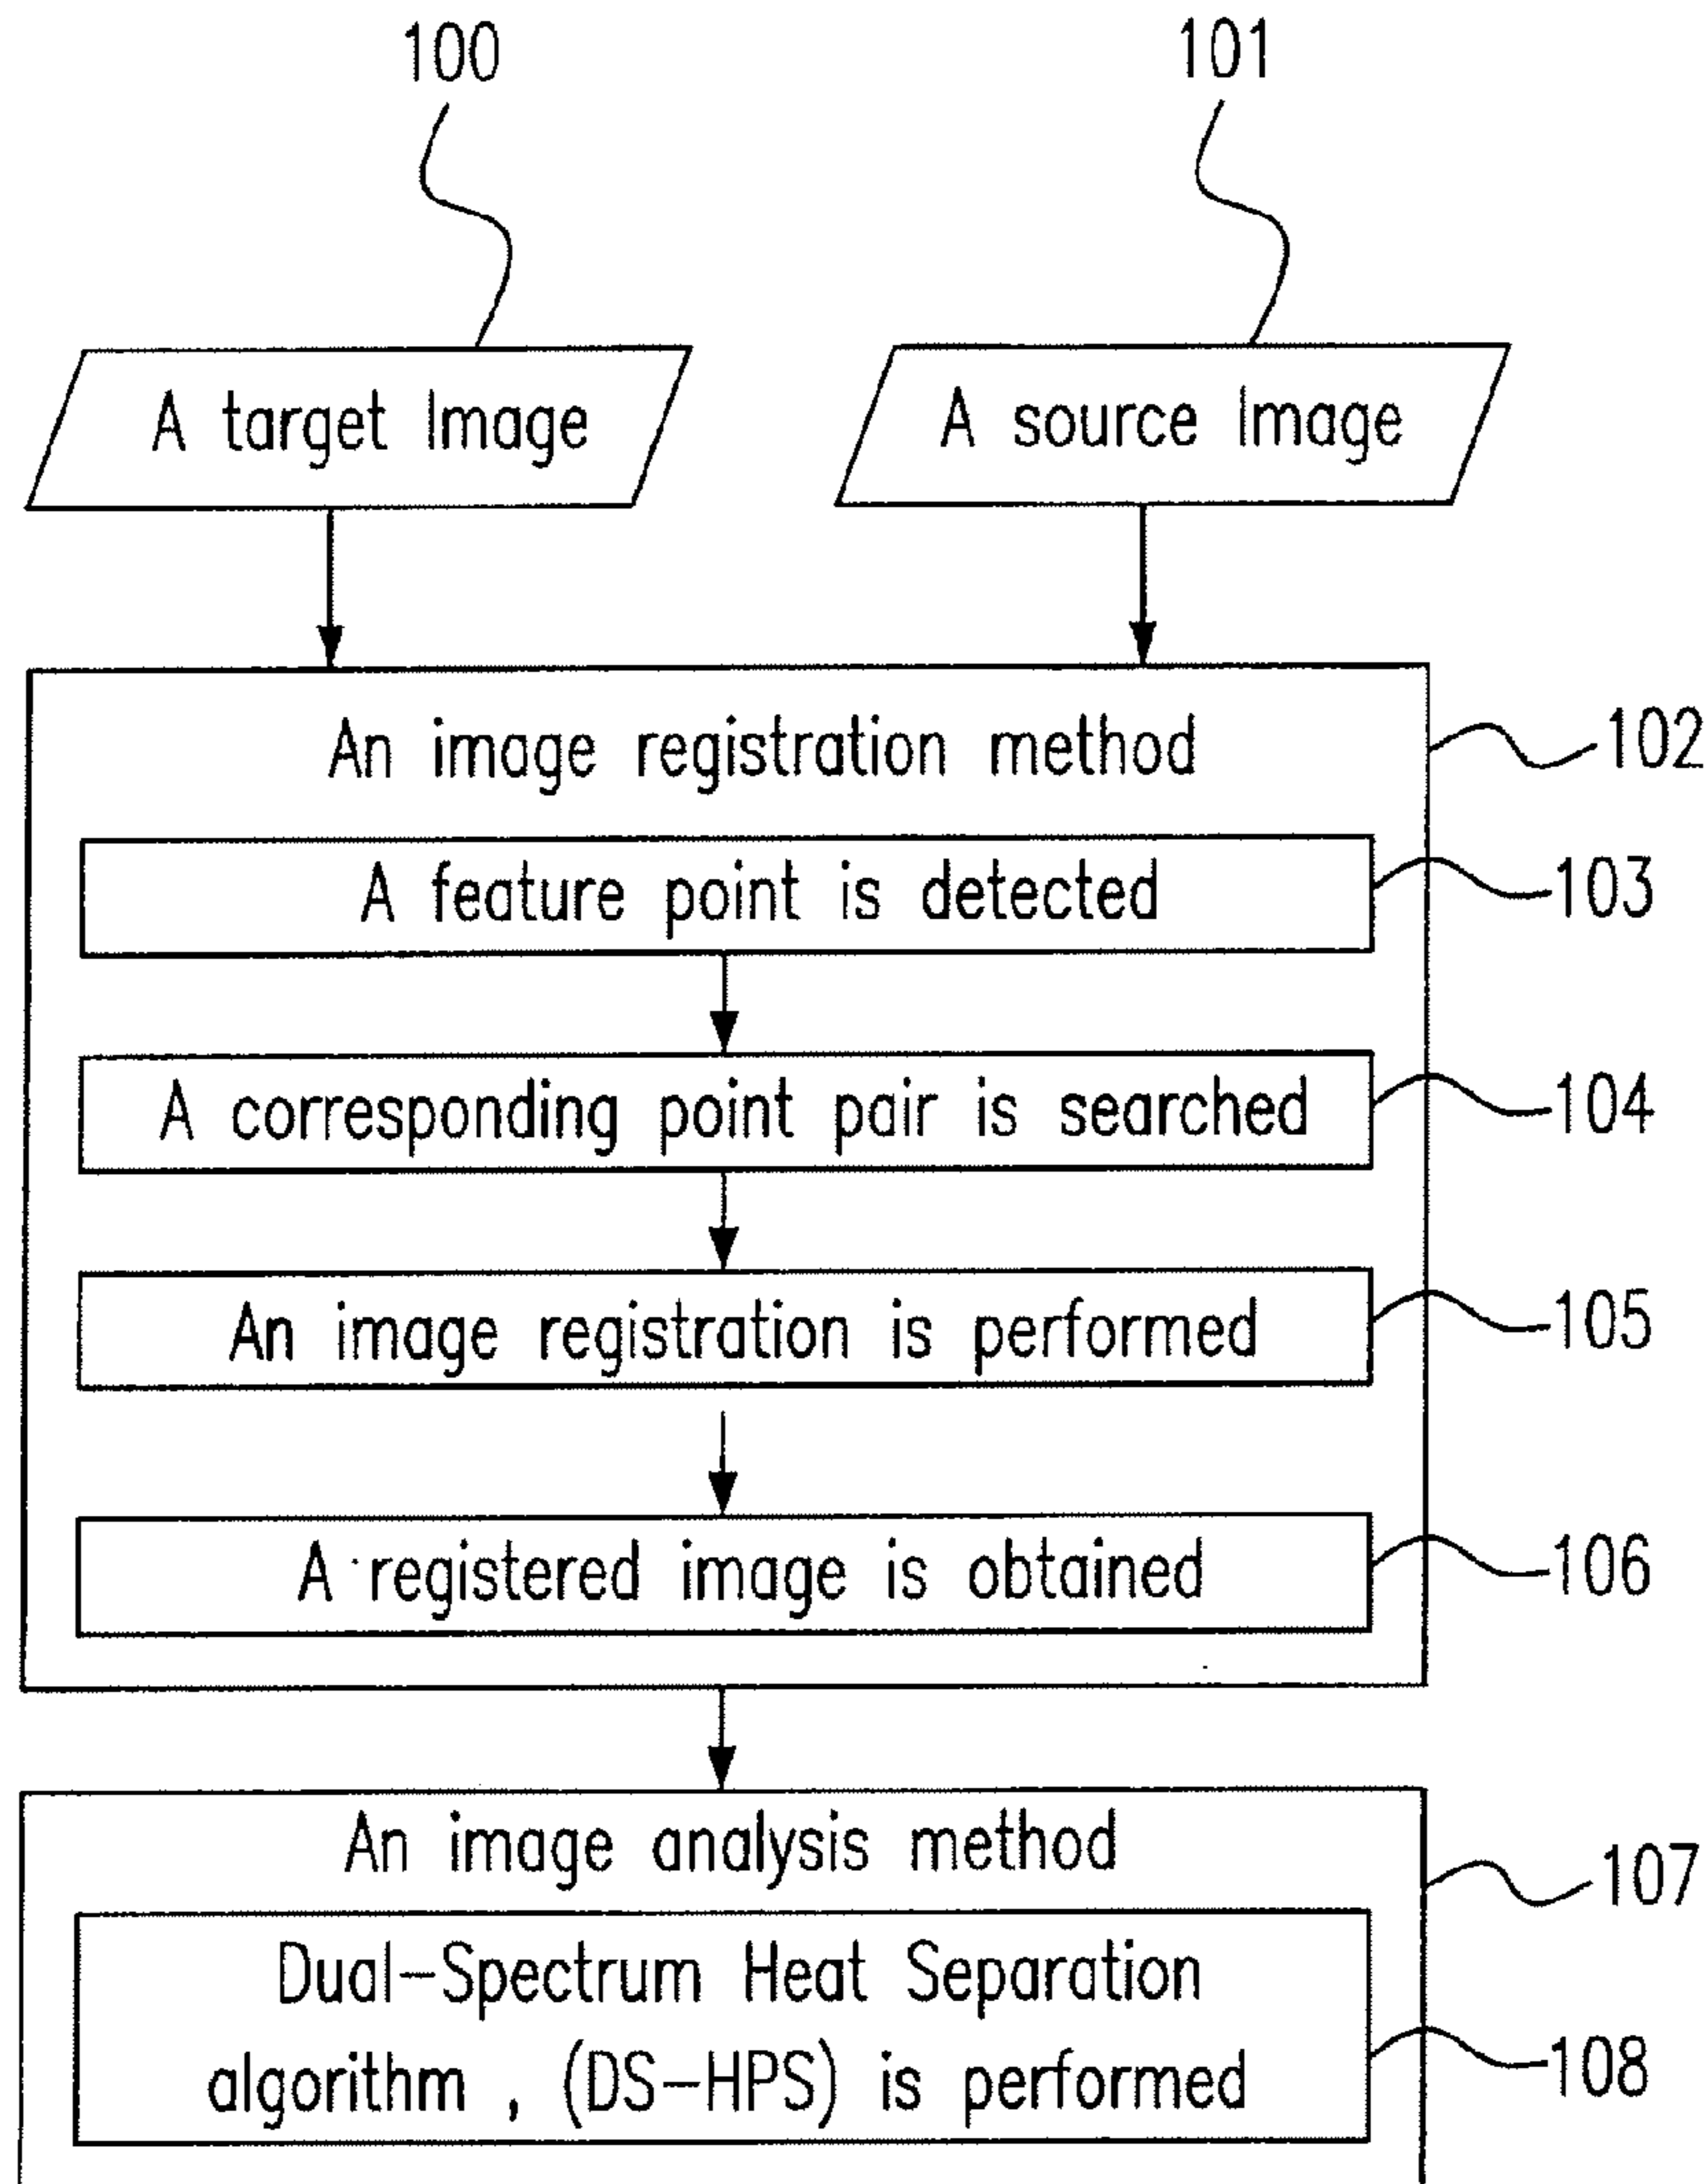 100
101
A target Image
A source Image
An image registration method
102
A feature point is detected
103
A corresponding point pair is searched
104
An image registration is performed
105
A registered image is obtained
106
An image analysis method
107
Dual-Spectrum Heat Separation
algorithm , (DS-HPS) is performed
108